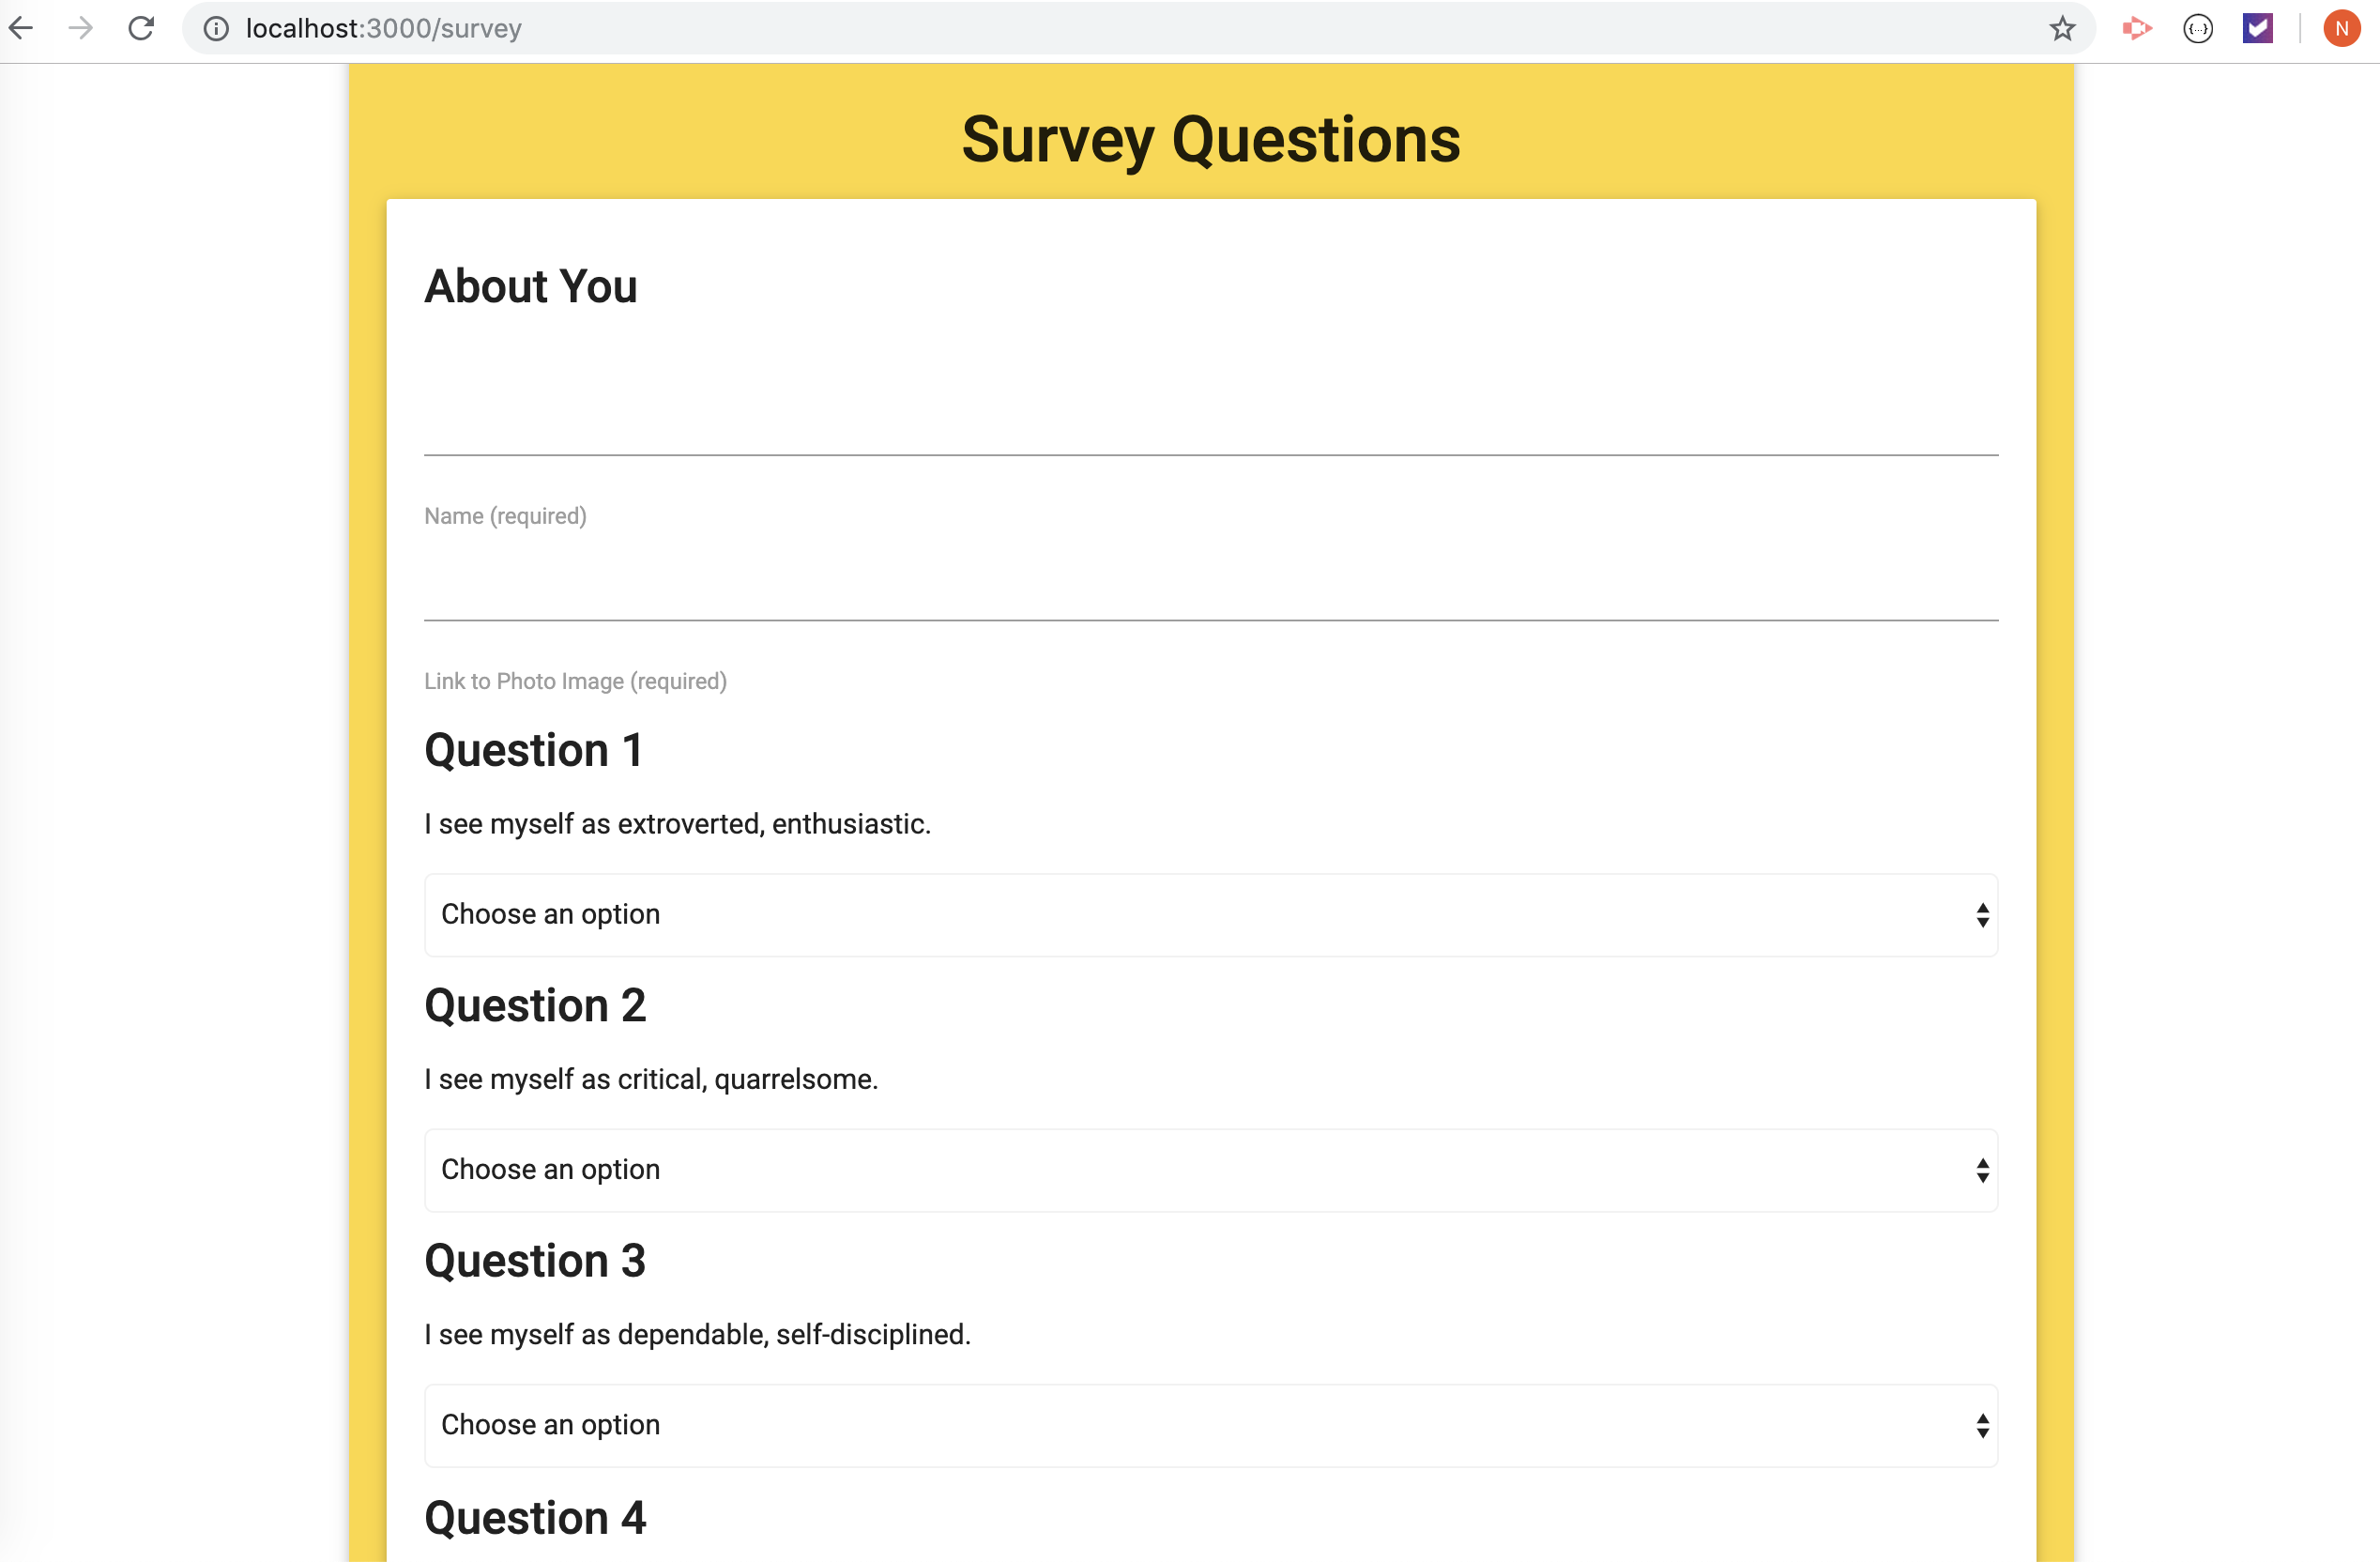 localhost:3000/survey
{...}
N
Survey Questions
About You
Name (required)
Link to Photo Image (required)
Question 1
I see myself as extroverted, enthusiastic.
Choose an option
Question 2
I see myself as critical, quarrelsome.
Choose an option
Question 3
I see myself as dependable, self-disciplined.
Choose an option
Question 4